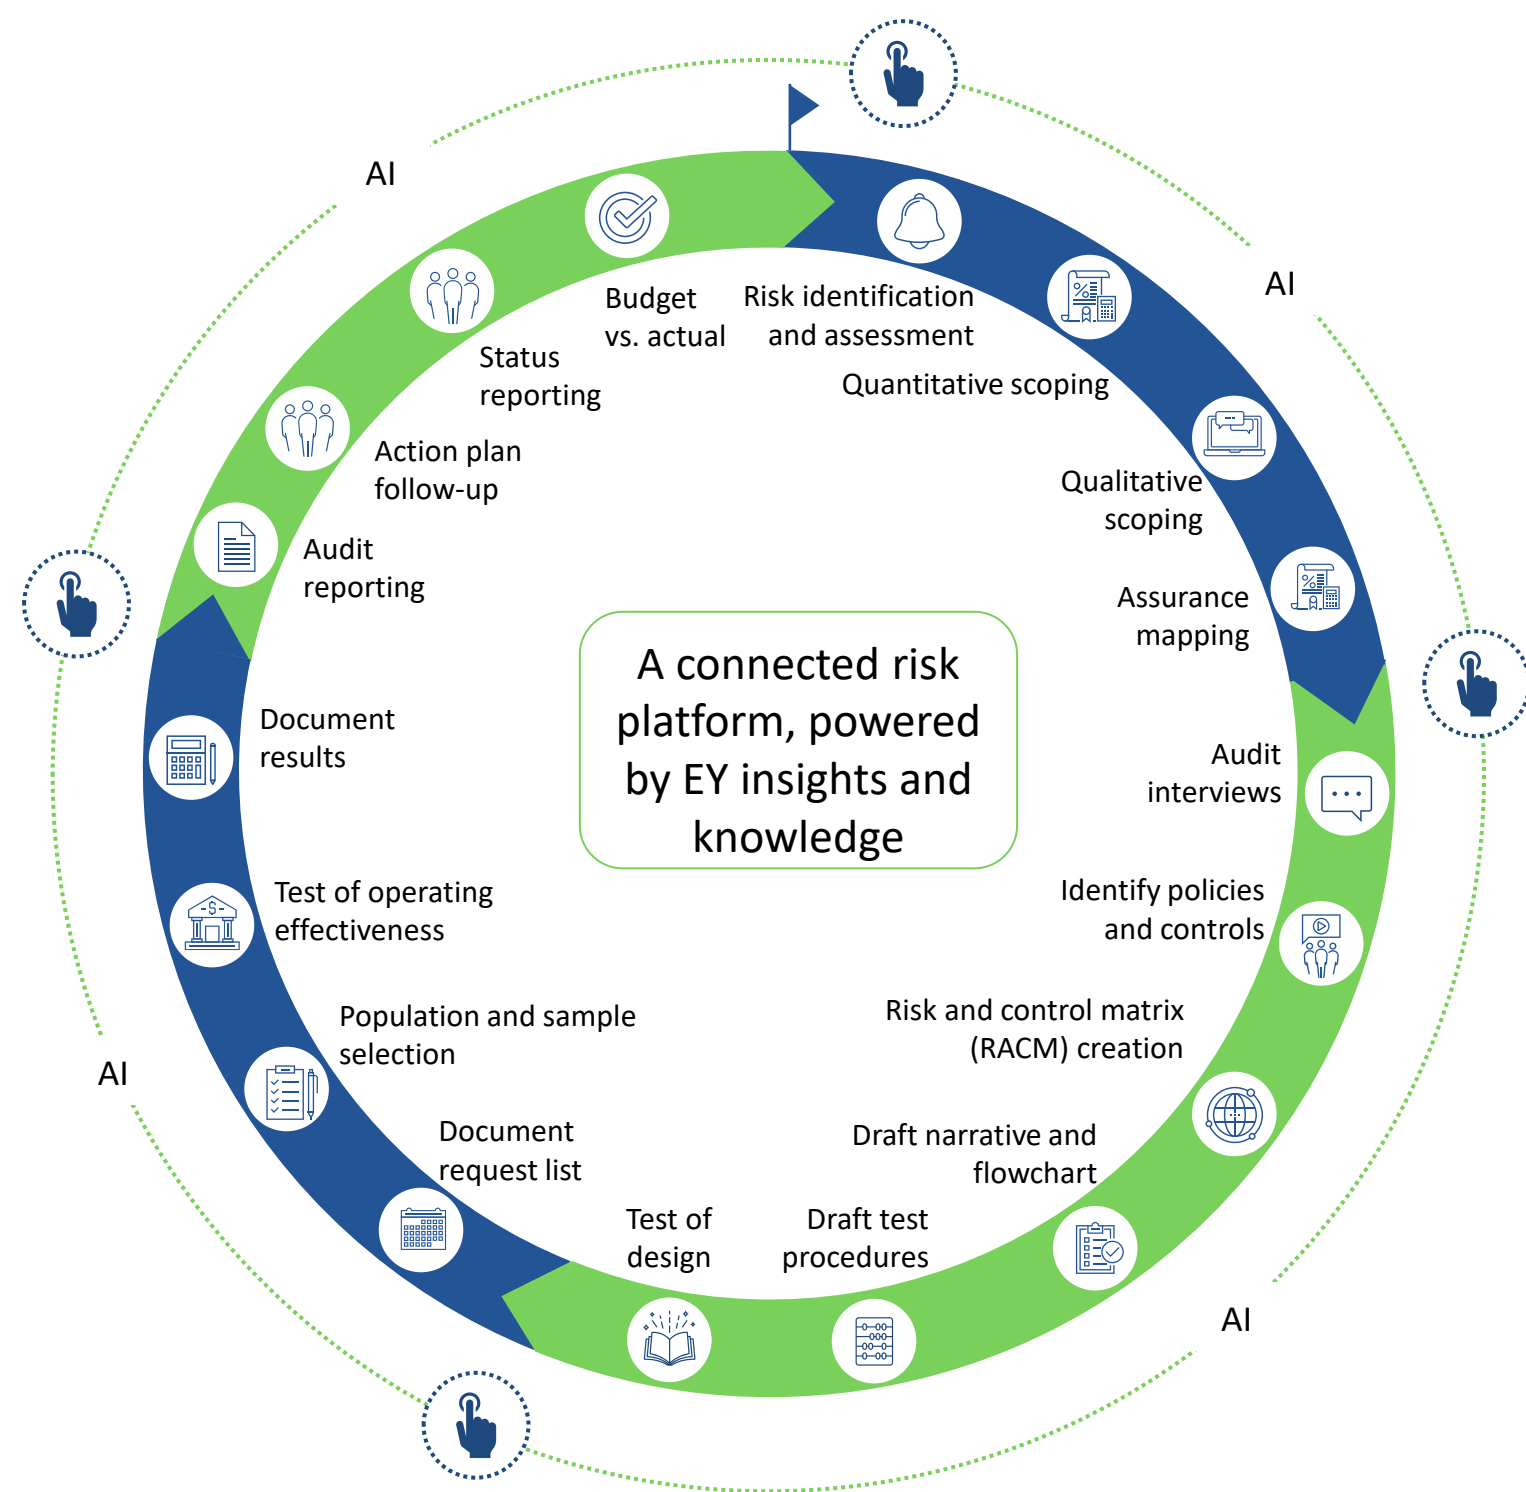 AI
AI
Budget
vs. actual
Risk identification
and assessment
Quantitative scoping
Qualitative
scoping
Assurance
mapping
Audit
interviews
Identify policies
and controls
Risk and control matrix
(RACM) creation
Draft narrative and
flowchart
Draft test
procedures
Test of
design
Document
request list
Population and sample
selection
Test of operating
effectiveness
Document
results
Audit
reporting
Action plan
follow-up
Status
reporting
A connected risk
platform, powered
by EY insights and
knowledge
AI
AI